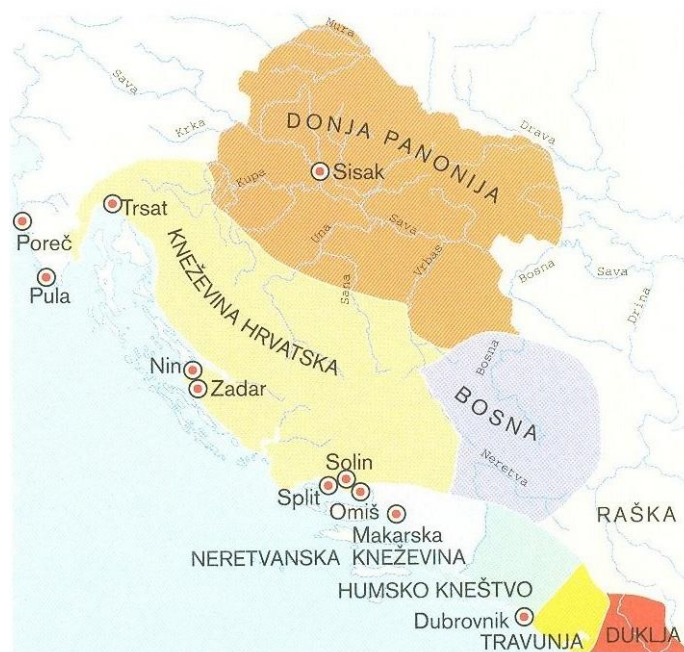 Mura
Sava
Krka
Drava
DONJA PANONIJA
Kupa
Sisak
Trsat
Poreč
Pula
Una
Sava
Vrbas
Sana
Bosna
Sava
Drina
KNEŽEVINA HRVATSKA
Nin
Zadar
Bosna
BOSNA
Neretva
Solin
Split
Omiš
Makarska
RAŠKA
NERETVANSKA KNEŽEVINA
HUMSKO KNEŠTVO
Dubrovnik
TRAVUNJA
DUKLJA